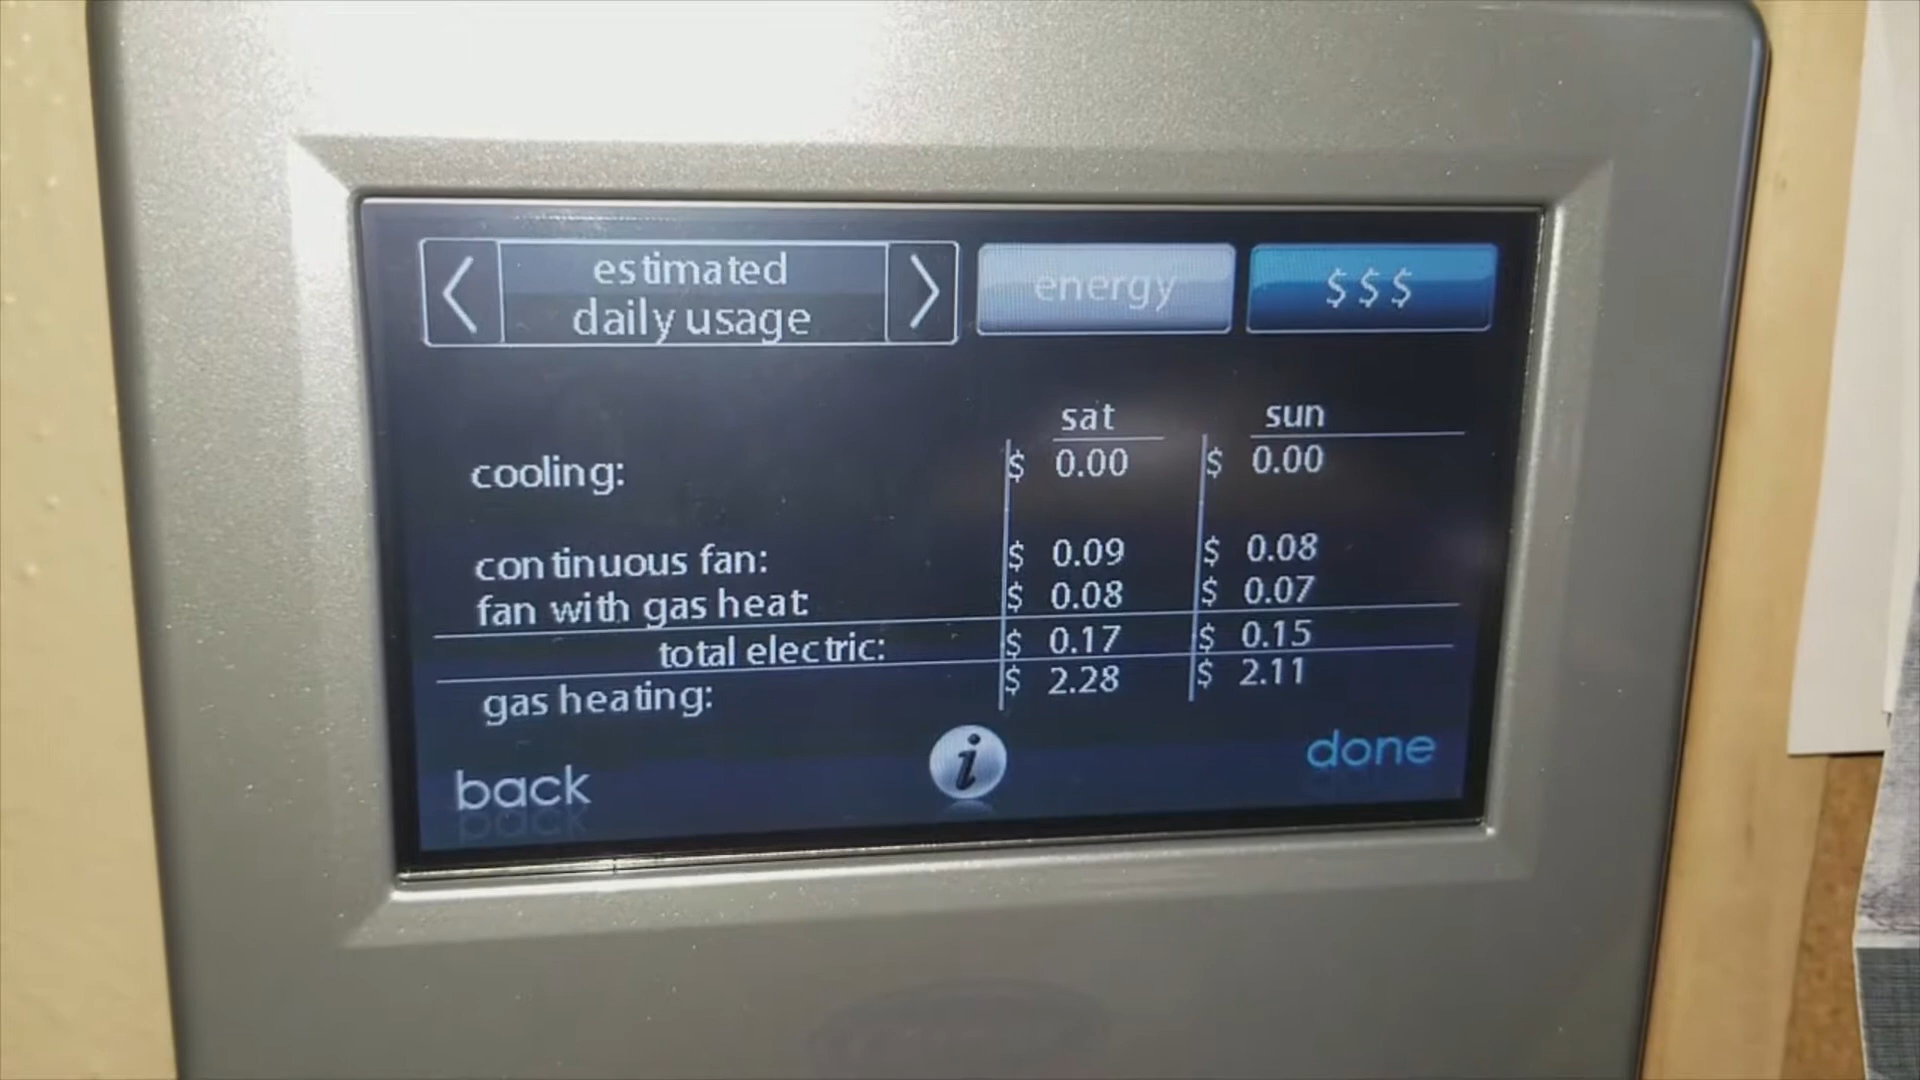 estimated
daily usage
energy
$$$
sat sun
cooling: $ 0.00 $ 0.00
continuous fan: $ 0.09 $ 0.08
fan with gas heat: $ 0.08 $ 0.07
total electric: $ 0.17 $ 0.15
gas heating: $ 2.28 $ 2.11
back
i
done